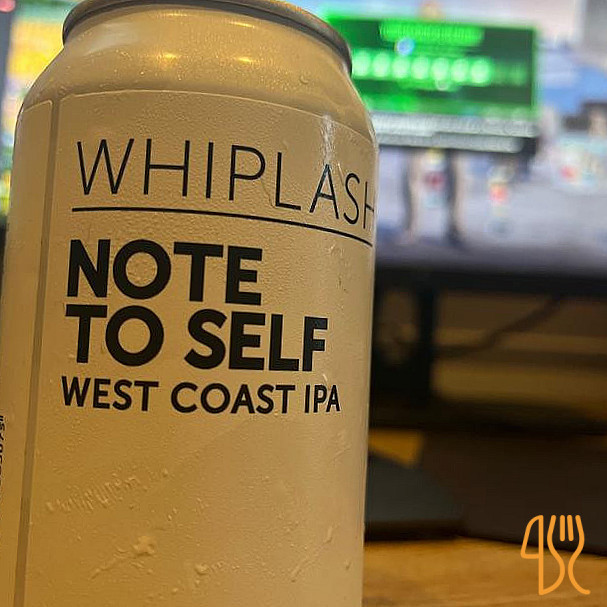 WHIPLASH
NOTE
TO SELF
WEST COAST IPA